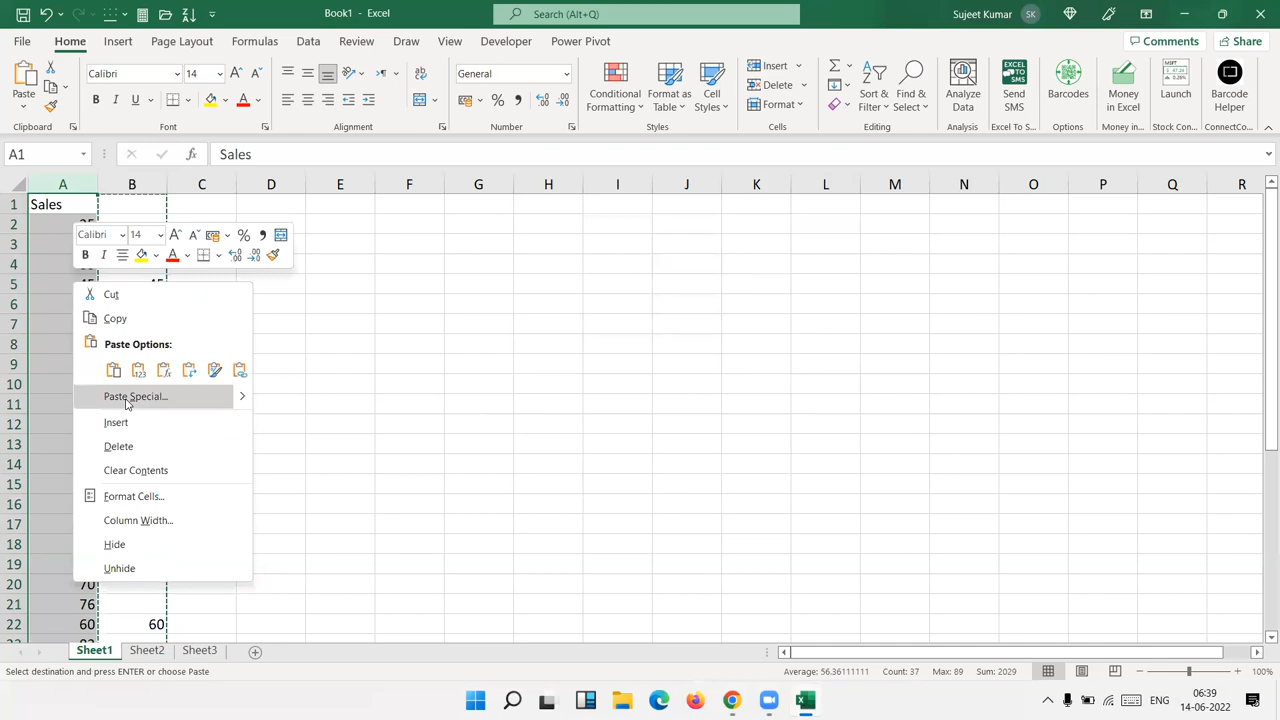 Book1 - Excel
Search (Alt+Q)
Sujeet Kumar
SK
File Home Insert Page Layout Formulas Data Review View Draw Developer Power Pivot
Comments
Share
Paste
Calibri 14
B I U
General
Conditional Formatting
Format as Table
Cell Styles
Insert
Delete
Format
Sort & Filter
Find & Select
Analyze Data
Send SMS
Barcodes
Money in Excel
Launch
Barcode Helper
Clipboard Font Alignment Number Styles Cells Editing Analysis Excel To S... Options Money in... Stock Con... ConnectCo...
A1
fx
Sales
A B C D E F G H I J K L M N O P Q R
1 Sales
2
Calibri 14
4
B I
5
Cut
Copy
7
Paste Options:
8
9
10
Paste Special...
11
Insert
12
Delete
13
Clear Contents
14
15
Format Cells...
16
Column Width...
17
Hide
18
Unhide
19
20 70
21 76
22 60 60
Sheet1 Sheet2 Sheet3
Select destination and press ENTER or choose Paste
Average: 56.36111111 Count: 37 Max: 89 Sum: 2029
100%
ENG
06:39
14-06-2022